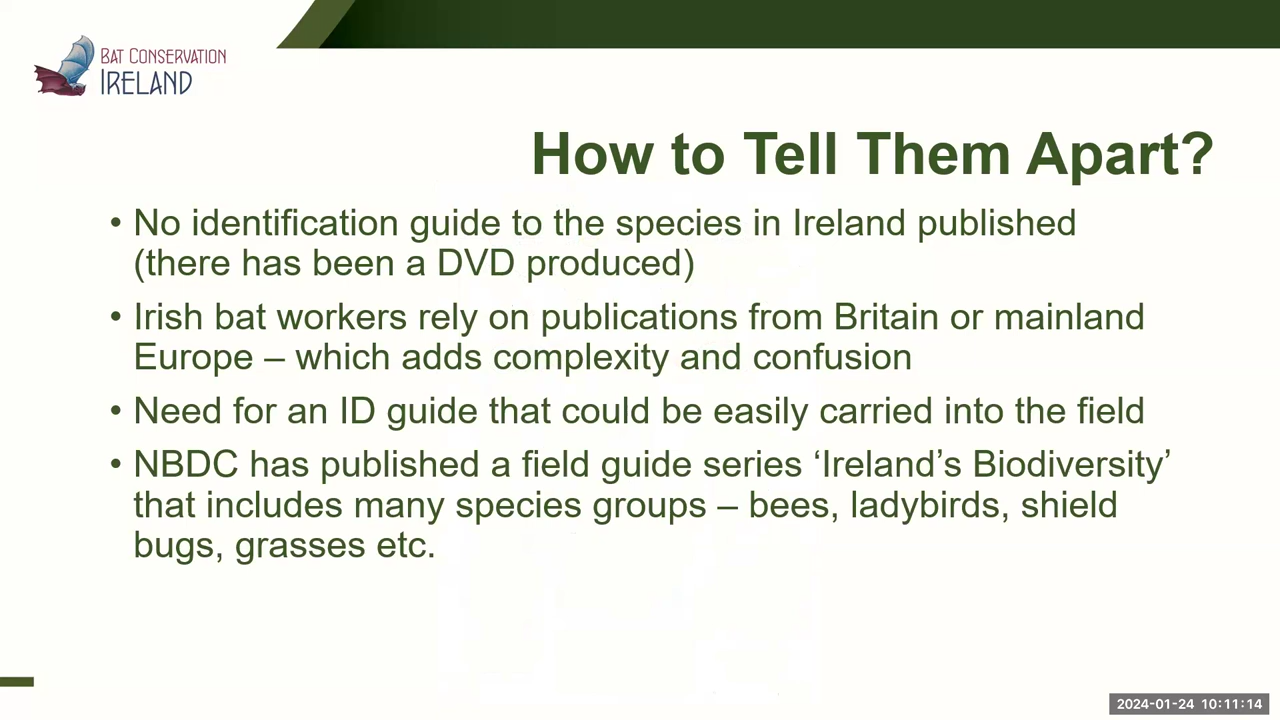 BAT CONSERVATION
IRELAND
How to Tell Them Apart?
• No identification guide to the species in Ireland published
(there has been a DVD produced)
• Irish bat workers rely on publications from Britain or mainland
Europe – which adds complexity and confusion
• Need for an ID guide that could be easily carried into the field
• NBDC has published a field guide series ‘Ireland’s Biodiversity’
that includes many species groups – bees, ladybirds, shield
bugs, grasses etc.
2024-01-24 10:11:14